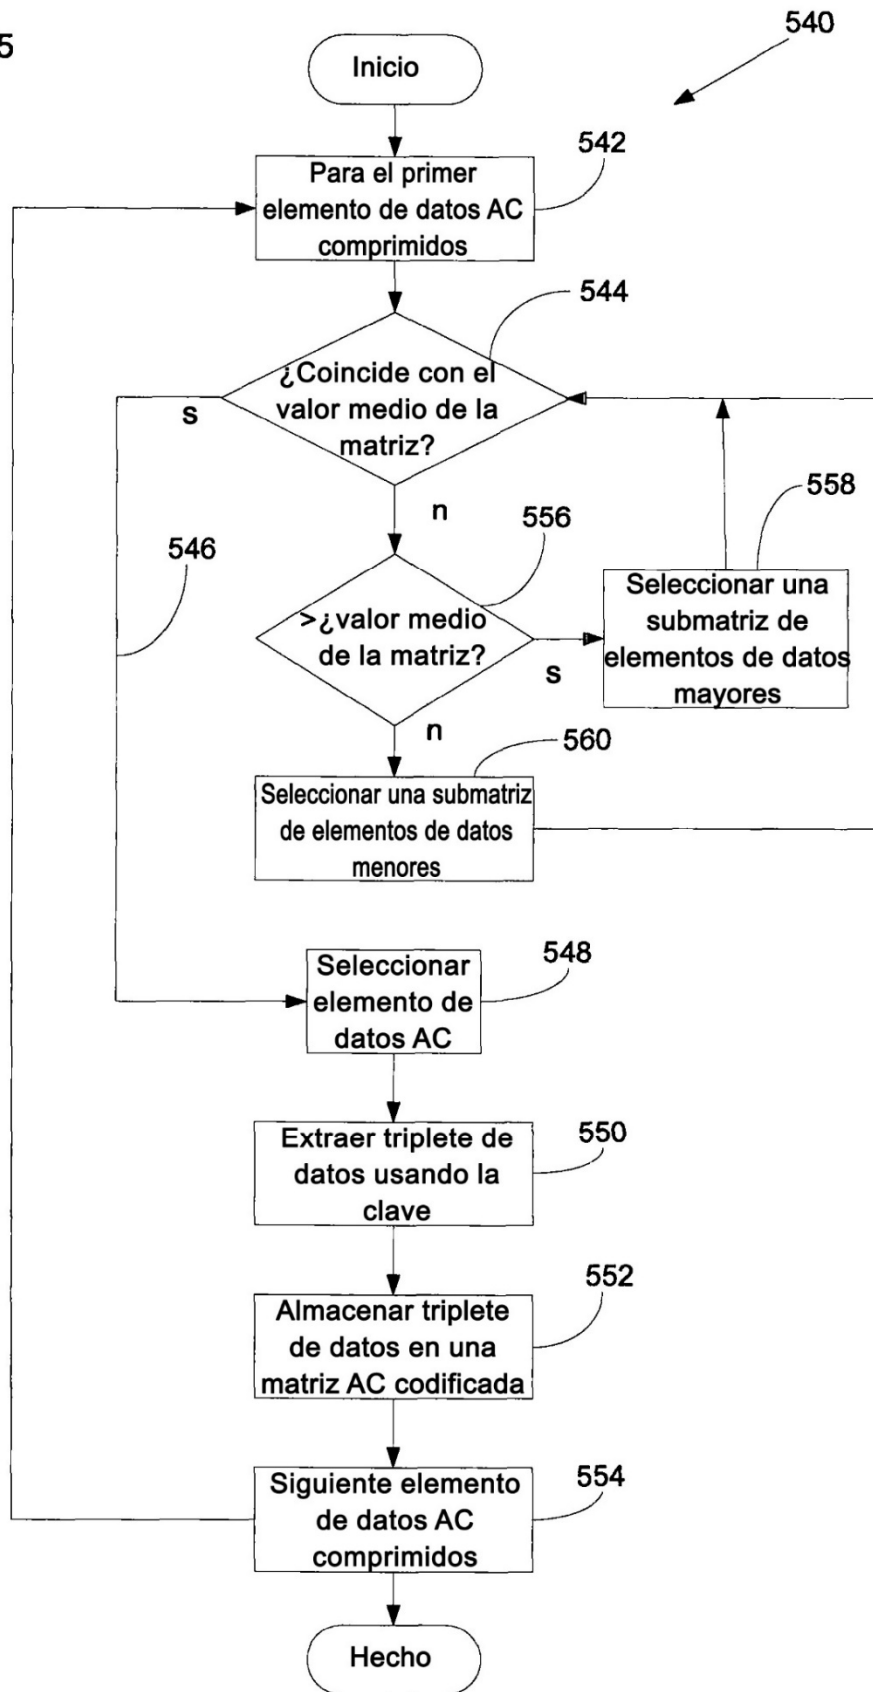 5
540
Inicio
542
Para el primer
elemento de datos AC
comprimidos
544
¿Coincide con el
valor medio de la
matriz?
s
n
546
556
558
>¿valor medio
de la matriz?
s
n
Seleccionar una
submatriz de
elementos de datos
mayores
560
Seleccionar una submatriz
de elementos de datos
menores
548
Seleccionar
elemento de
datos AC
550
Extraer triplete de
datos usando la
clave
552
Almacenar triplete
de datos en una
matriz AC codificada
554
Siguiente elemento
de datos AC
comprimidos
Hecho